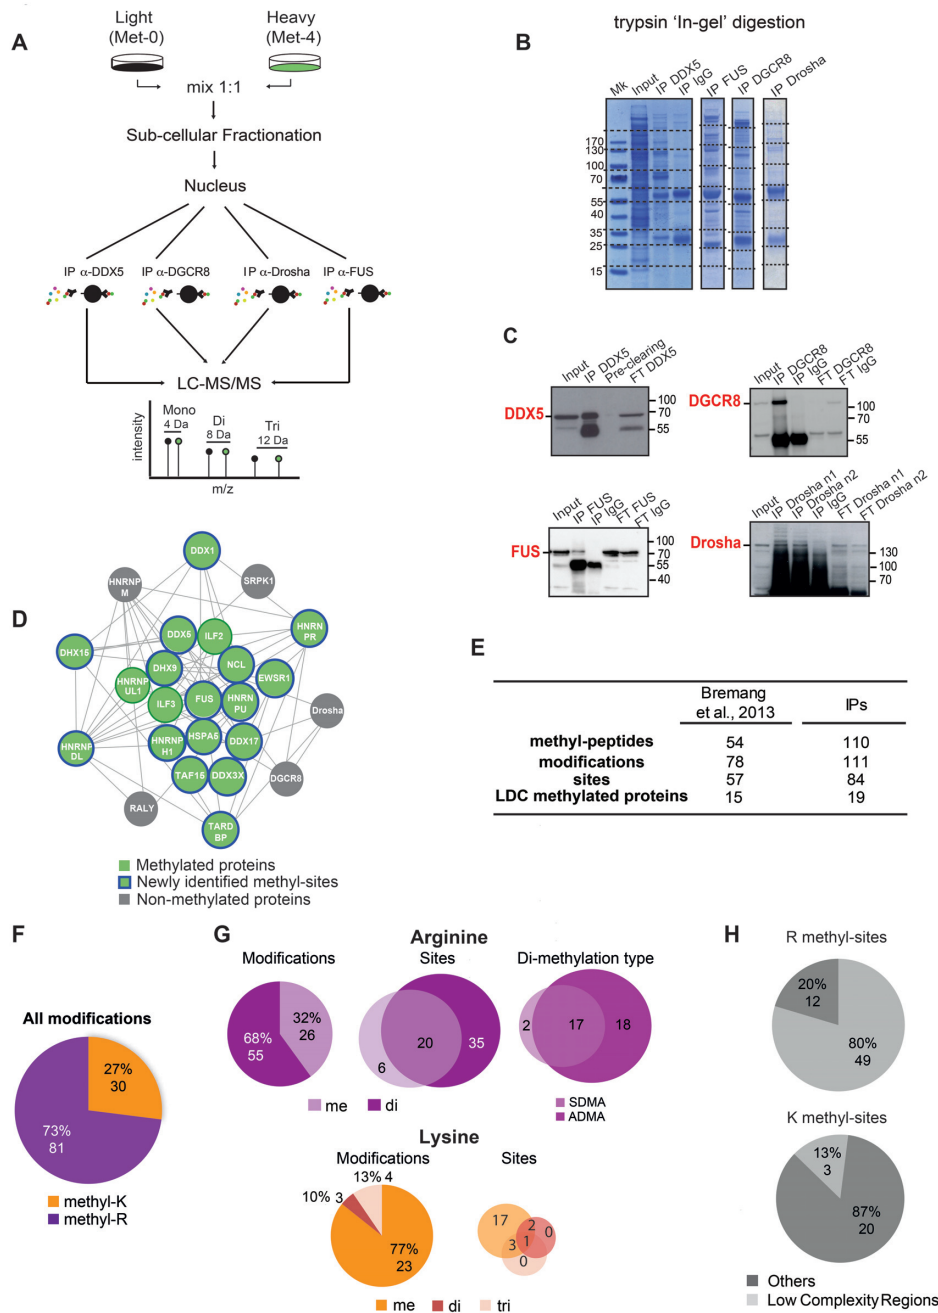 A
Light
(Met-0)
Heavy
(Met-4)
mix 1:1
Sub-cellular Fractionation
Nucleus
IP α-DDX5
IP α-DGCR8
IP α-Drosha
IP α-FUS
LC-MS/MS
intensity
Mono
4 Da
Di
8 Da
Tri
12 Da
m/z
B
trypsin 'In-gel' digestion
Mk
Input
IP DDX5
IP IgG
IP FUS
IP DGCR8
IP Drosha
170
130
100
70
55
40
35
25
15
C
Input
IP DDX5
Pre-clearing
FT DDX5
DDX5
100
70
55
Input
IP DGCR8
IP IgG
FT DGCR8
FT IgG
DGCR8
100
70
55
Input
IP FUS
IP IgG
FT FUS
FT IgG
FUS
100
70
55
40
Input
IP Drosha n1
IP Drosha n2
IP IgG
FT Drosha n1
FT Drosha n2
Drosha
130
100
70
D
DDX1
HNRNP
M
SRPK1
DDX5
ILF2
HNRN
PR
DHX15
DHX9
NCL
EWSR1
HNRNP
UL1
ILF3
FUS
HNRN
PU
Drosha
HNRNP
DL
HNRNP
H1
HSPA5
DDX17
TAF15
DDX3X
DGCR8
RALY
TARD
BP
Methylated proteins
Newly identified methyl-sites
Non-methylated proteins
E
Bremang
et al., 2013
IPs
methyl-peptides 54 110
modifications 78 111
sites 57 84
LDC methylated proteins 15 19
F
All modifications
27%
30
73%
81
methyl-K
methyl-R
G
Arginine
Modifications
Sites
Di-methylation type
32%
26
68%
55
6
20
35
2
17
18
me
di
SDMA
ADMA
Lysine
Modifications
Sites
13% 4
10% 3
77%
23
17
2
0
3
1
0
me
di
tri
H
R methyl-sites
20%
12
80%
49
K methyl-sites
13%
3
87%
20
Others
Low Complexity Regions